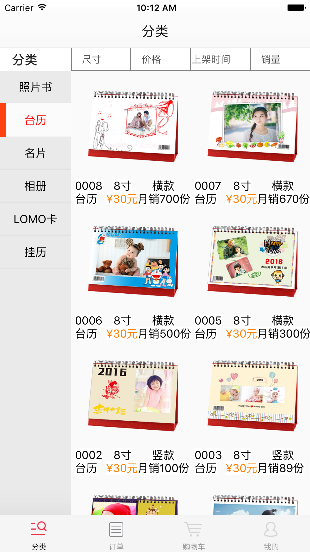 Carrier 10:12 AM
分类
分类 尺寸 价格 上架时间 销量
照片书
台历
名片
相册
LOMO卡
挂历
0008 8寸 横款
台历 ¥30元月销700份
0007 8寸 横款
台历 ¥30元月销670份
2016
0006 8寸 横款
台历 ¥30元月销500份
0005 8寸 横款
台历 ¥30元月销300份
2016
0002 8寸 竖款
台历 ¥30元月销100份
0003 8寸 竖款
台历 ¥30元月销89份
分类 订单 购物车 我的